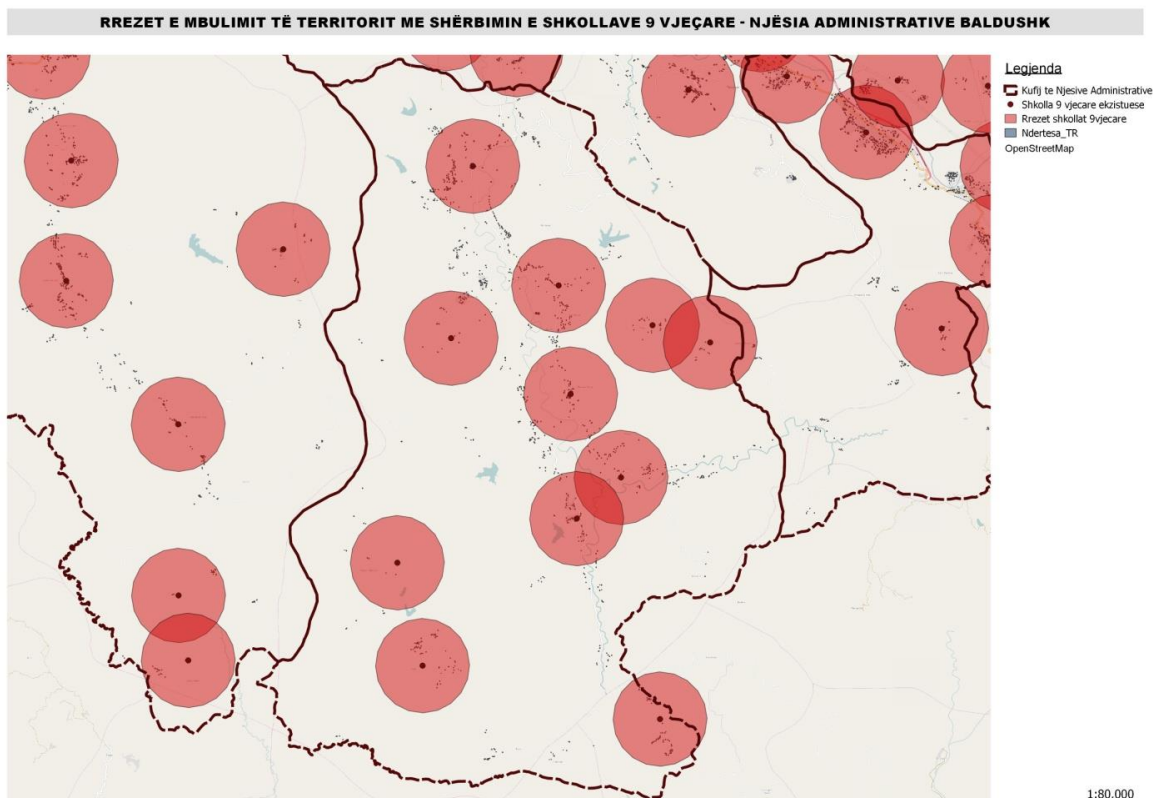 RREZET E MBULIMIT TË TERRITORIT ME SHËRBIMIN E SHKOLLAVE 9 VJEÇARE - NJËSIA ADMINISTRATIVE BALDUSHK
Legjenda
Kufij te Njesive Administrative
Shkolla 9 vjecare ekzistuese
Rrezet shkollat 9vjecare
Ndertesa_TR
OpenStreetMap
1:80.000